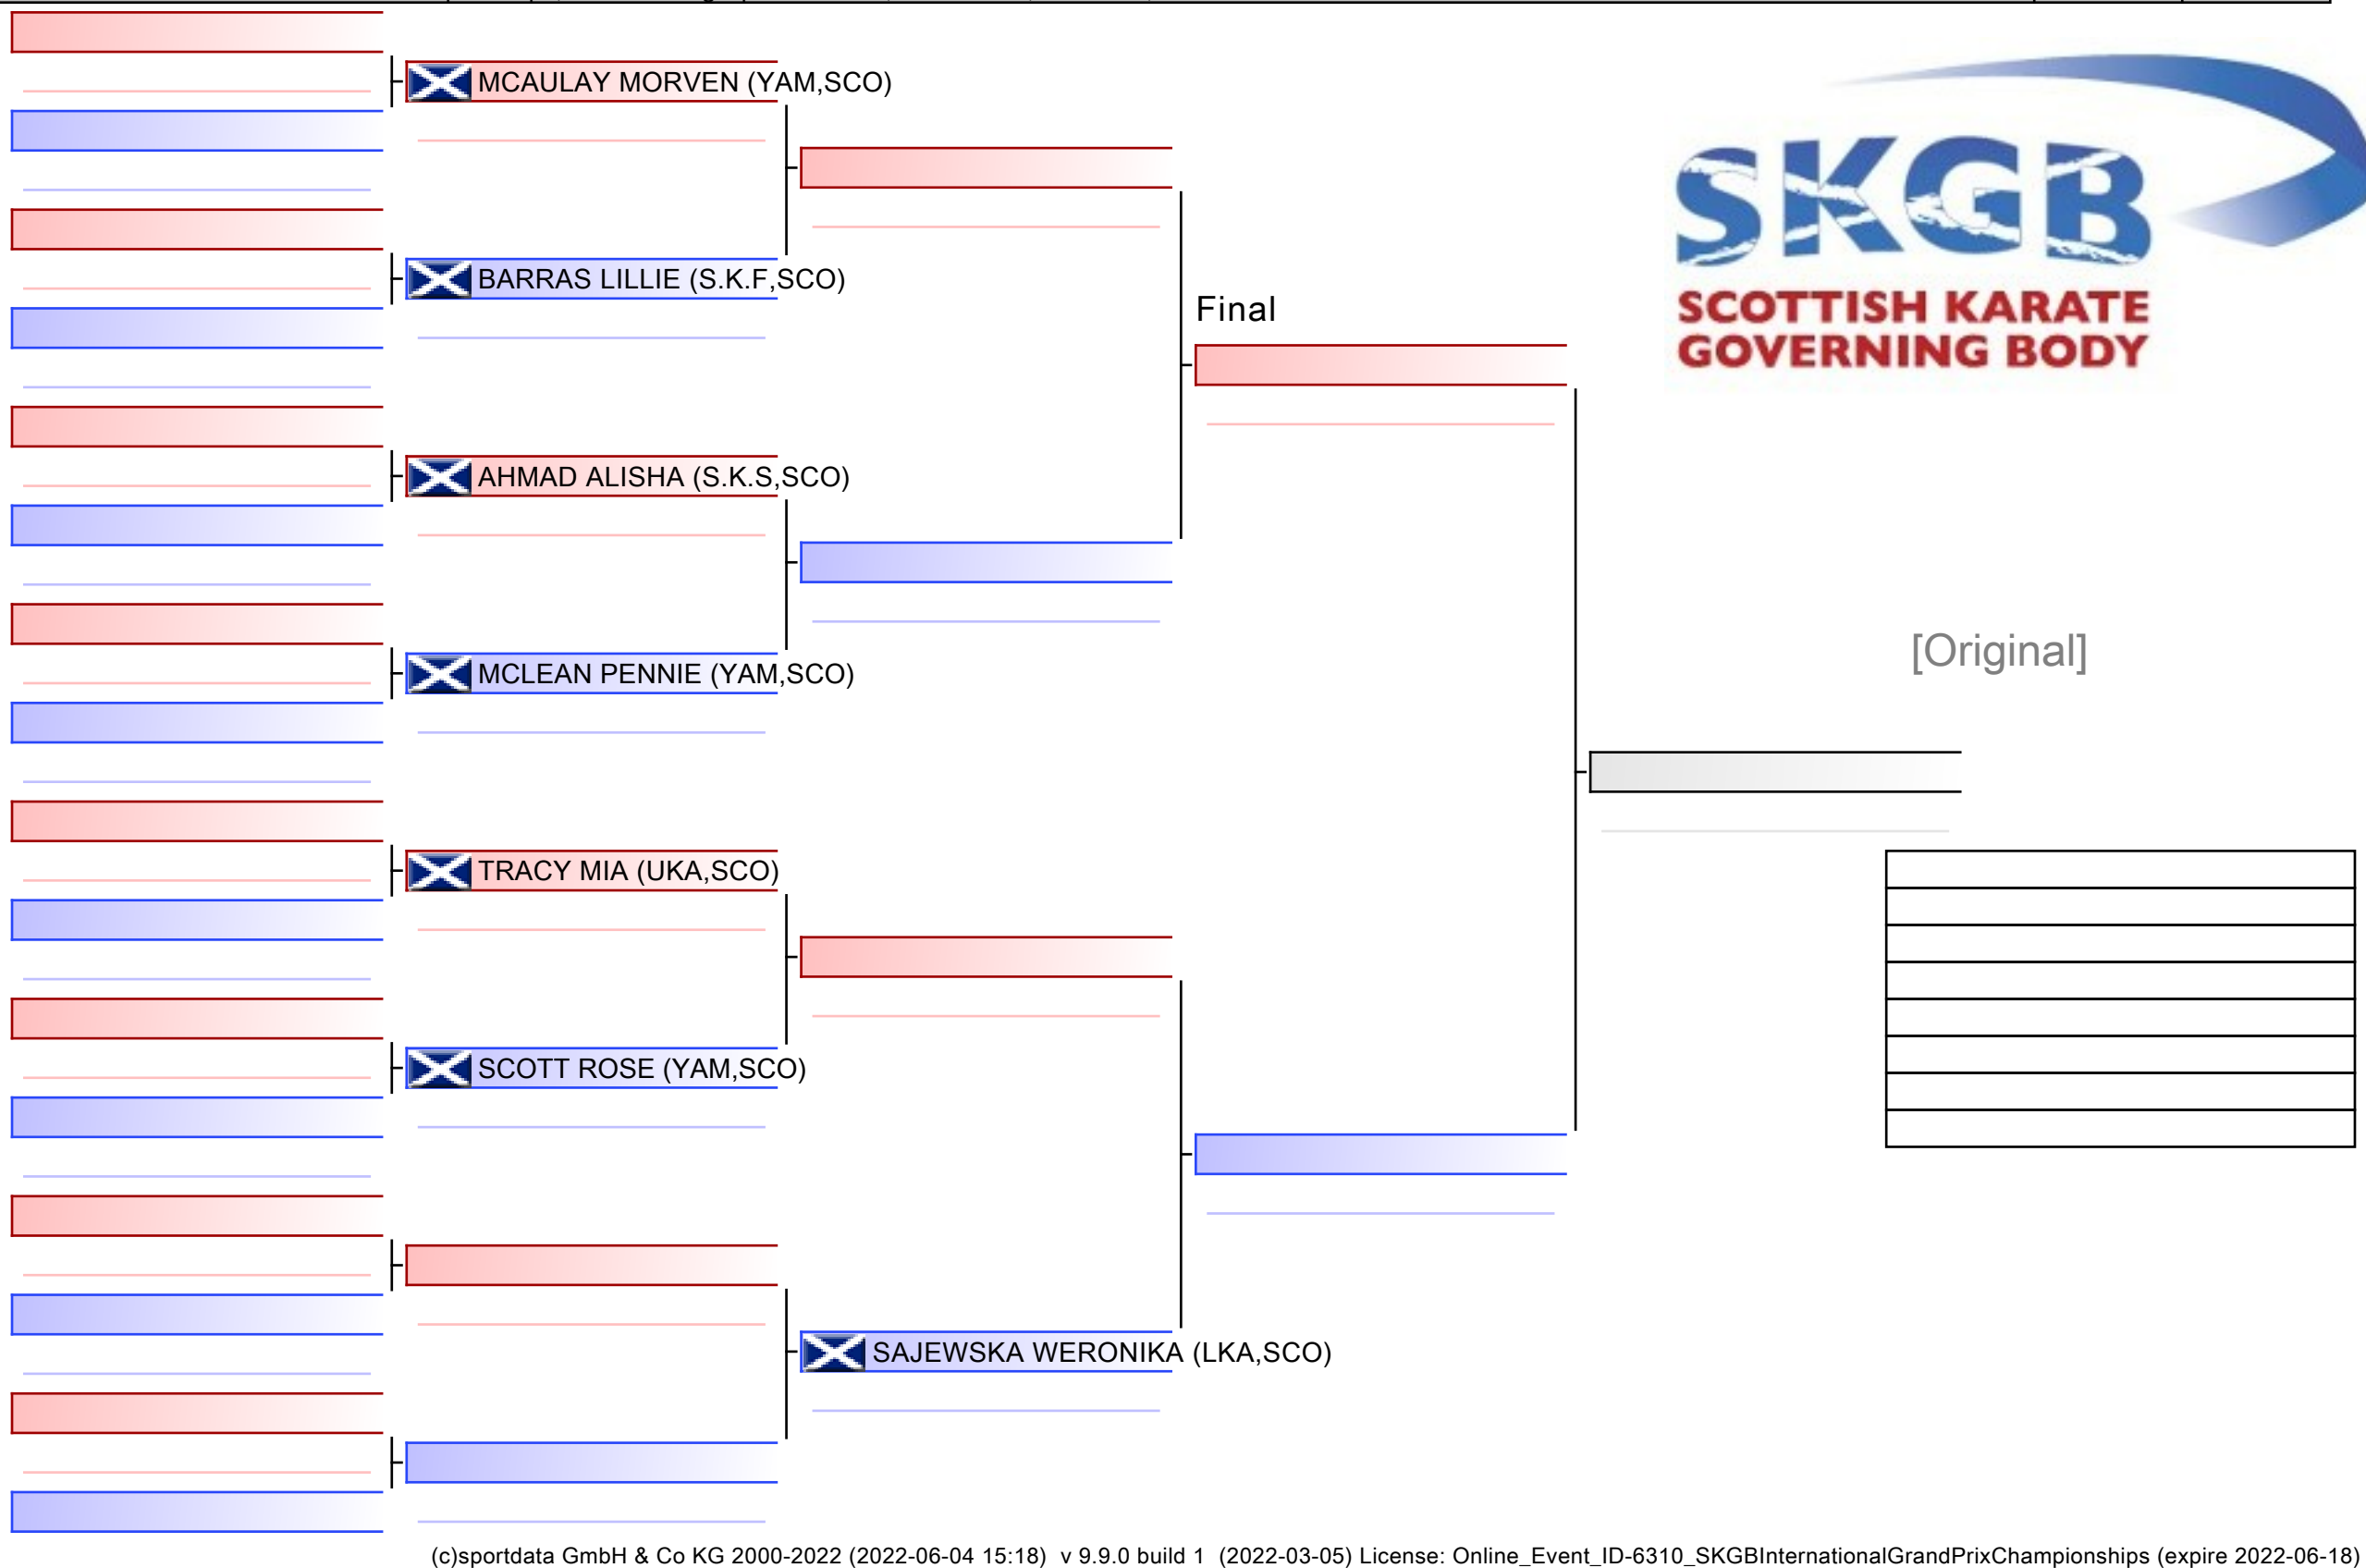 MCAULAY MORVEN (YAM,SCO)
BARRAS LILLIE (S.K.F,SCO)
AHMAD ALISHA (S.K.S,SCO)
MCLEAN PENNIE (YAM,SCO)
TRACY MIA (UKA,SCO)
SCOTT ROSE (YAM,SCO)
SAJEWSKA WERONIKA (LKA,SCO)
Final
SKGB
SCOTTISH KARATE
GOVERNING BODY
[Original]
(c)sportdata GmbH & Co KG 2000-2022 (2022-06-04 15:18) v 9.9.0 build 1 (2022-03-05) License: Online_Event_ID-6310_SKGBInternationalGrandPrixChampionships (expire 2022-06-18)